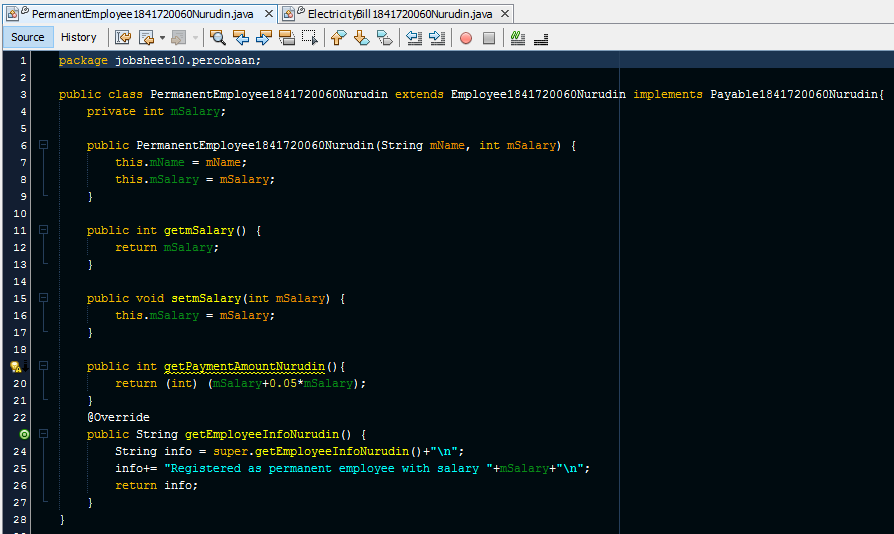 PermanentEmployee1841720060Nurudin.java ElectricityBill1841720060Nurudin.java
Source History
1 package jobsheet10.percobaan;
2
3 public class PermanentEmployee1841720060Nurudin extends Employee1841720060Nurudin implements Payable1841720060Nurudin{
4 private int mSalary;
5
6 public PermanentEmployee1841720060Nurudin(String mName, int mSalary) {
7 this.mName = mName;
8 this.mSalary = mSalary;
9 }
10
11 public int getmSalary() {
12 return mSalary;
13 }
14
15 public void setmSalary(int mSalary) {
16 this.mSalary = mSalary;
17 }
18
public int getPaymentAmountNurudin(){
20 return (int) (mSalary+0.05*mSalary);
21 }
22 @Override
public String getEmployeeInfoNurudin() {
24 String info = super.getEmployeeInfoNurudin()+"\n";
25 info+= "Registered as permanent employee with salary "+mSalary+"\n";
26 return info;
27 }
28 }